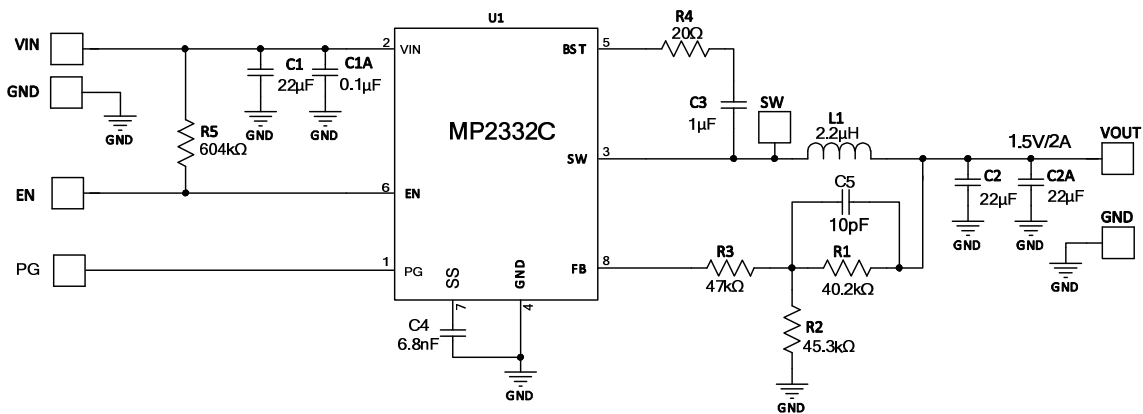 U1
VIN
GND
GND
C1
22µF
GND
C1A
0.1µF
GND
R5
604kΩ
EN
PG
2
VIN
6
EN
1
PG
MP2332C
BST
5
SW
3
FB
8
SS
7
GND
4
C4
6.8nF
GND
R4
20Ω
C3
1µF
SW
L1
2.2µH
1.5V/2A
VOUT
C2
22µF
GND
C2A
22µF
GND
GND
GND
C5
10pF
R3
47kΩ
R1
40.2kΩ
R2
45.3kΩ
GND